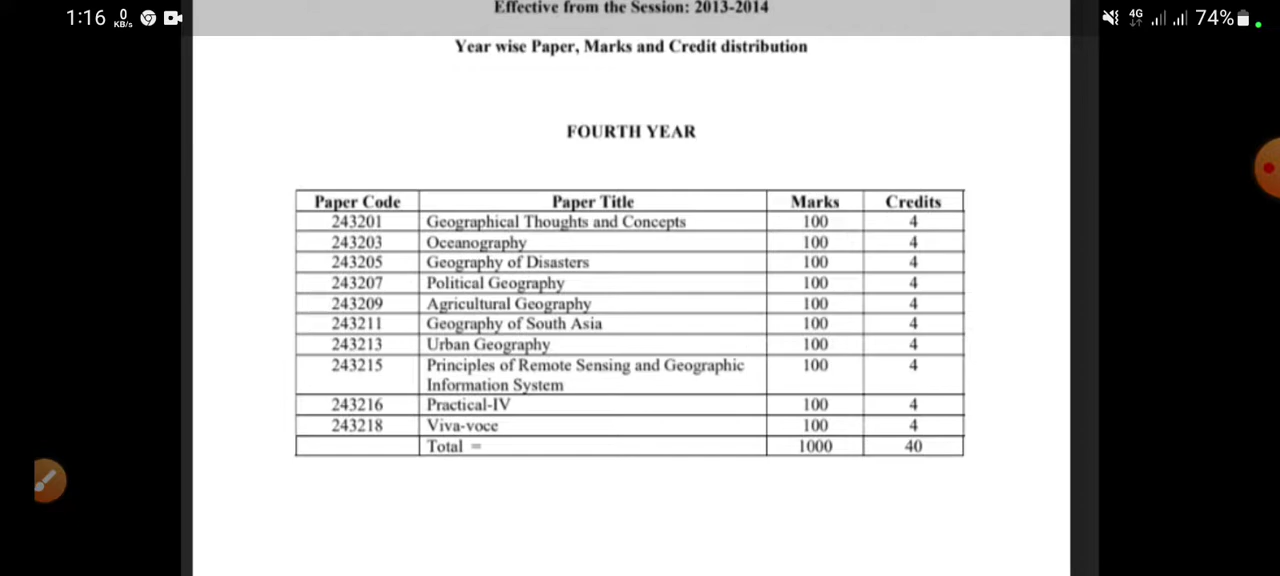 1:16 0 KB/s 4G 74%
Effective from the Session: 2013-2014
Year wise Paper, Marks and Credit distribution
FOURTH YEAR
Paper Code Paper Title Marks Credits
243201 Geographical Thoughts and Concepts 100 4
243203 Oceanography 100 4
243205 Geography of Disasters 100 4
243207 Political Geography 100 4
243209 Agricultural Geography 100 4
243211 Geography of South Asia 100 4
243213 Urban Geography 100 4
243215 Principles of Remote Sensing and Geographic 100 4
Information System
243216 Practical-IV 100 4
243218 Viva-voce 100 4
Total = 1000 40